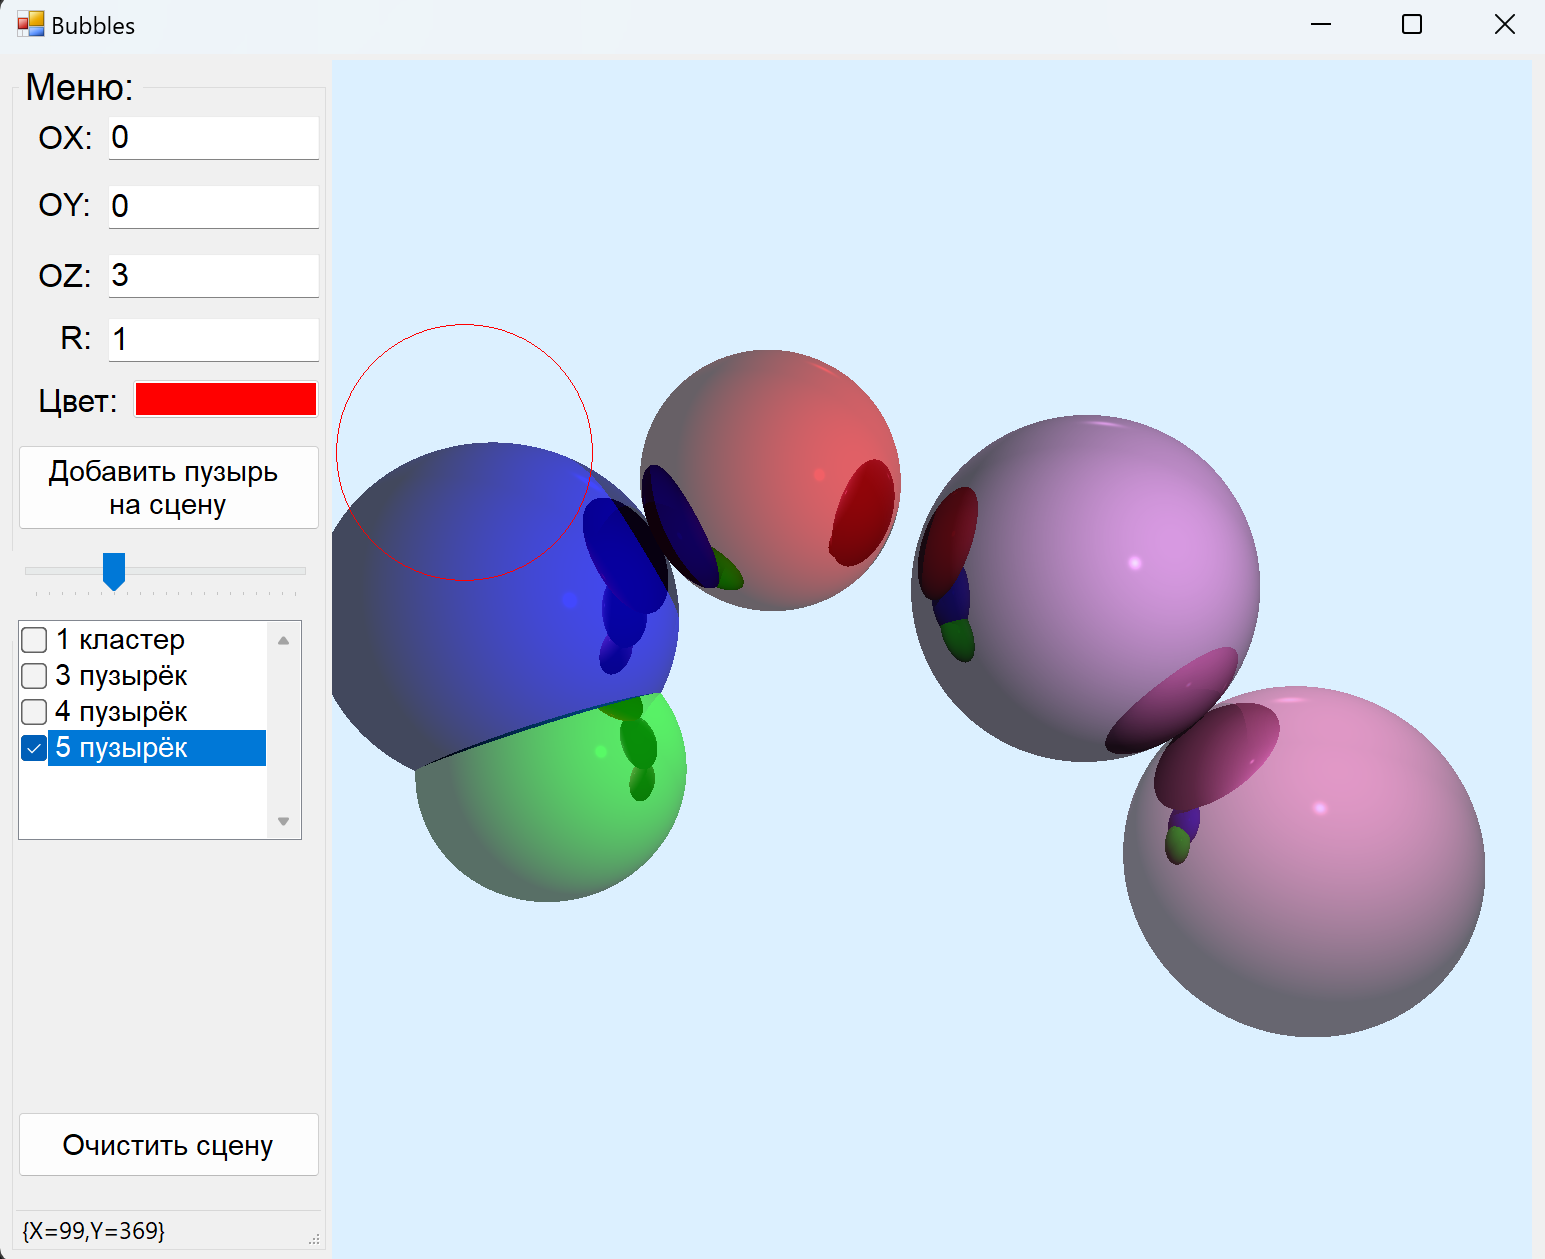 Bubbles
Меню:
OX: 0
OY: 0
OZ: 3
R: 1
Цвет:
Добавить пузырь
на сцену
1 кластер
3 пузырёк
4 пузырёк
5 пузырёк
Очистить сцену
{X=99,Y=369}